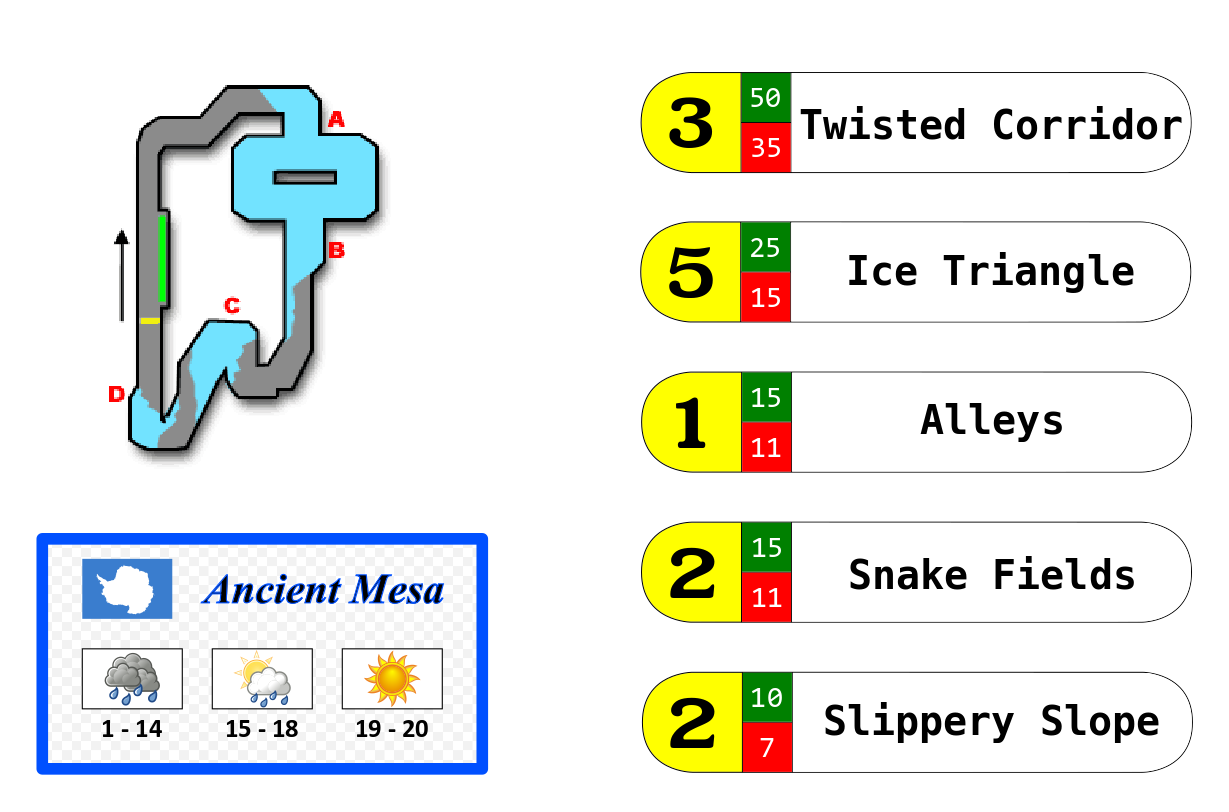 A
B
C
D
Ancient Mesa
1 - 14
15 - 18
19 - 20
3
50
35
Twisted Corridor
5
25
15
Ice Triangle
1
15
11
Alleys
2
15
11
Snake Fields
2
10
7
Slippery Slope